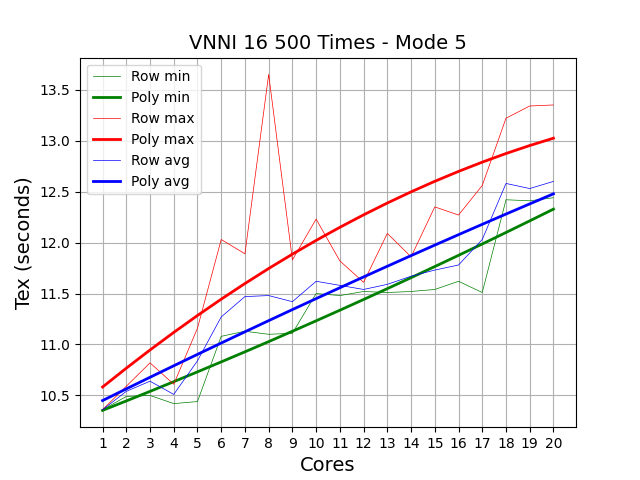 VNNI 16 500 Times - Mode 5
Row min
Poly min
Row max
Poly max
Row avg
Poly avg
Tex (seconds)
13.5
13.0
12.5
12.0
11.5
11.0
10.5
1 2 3 4 5 6 7 8 9 10 11 12 13 14 15 16 17 18 19 20
Cores